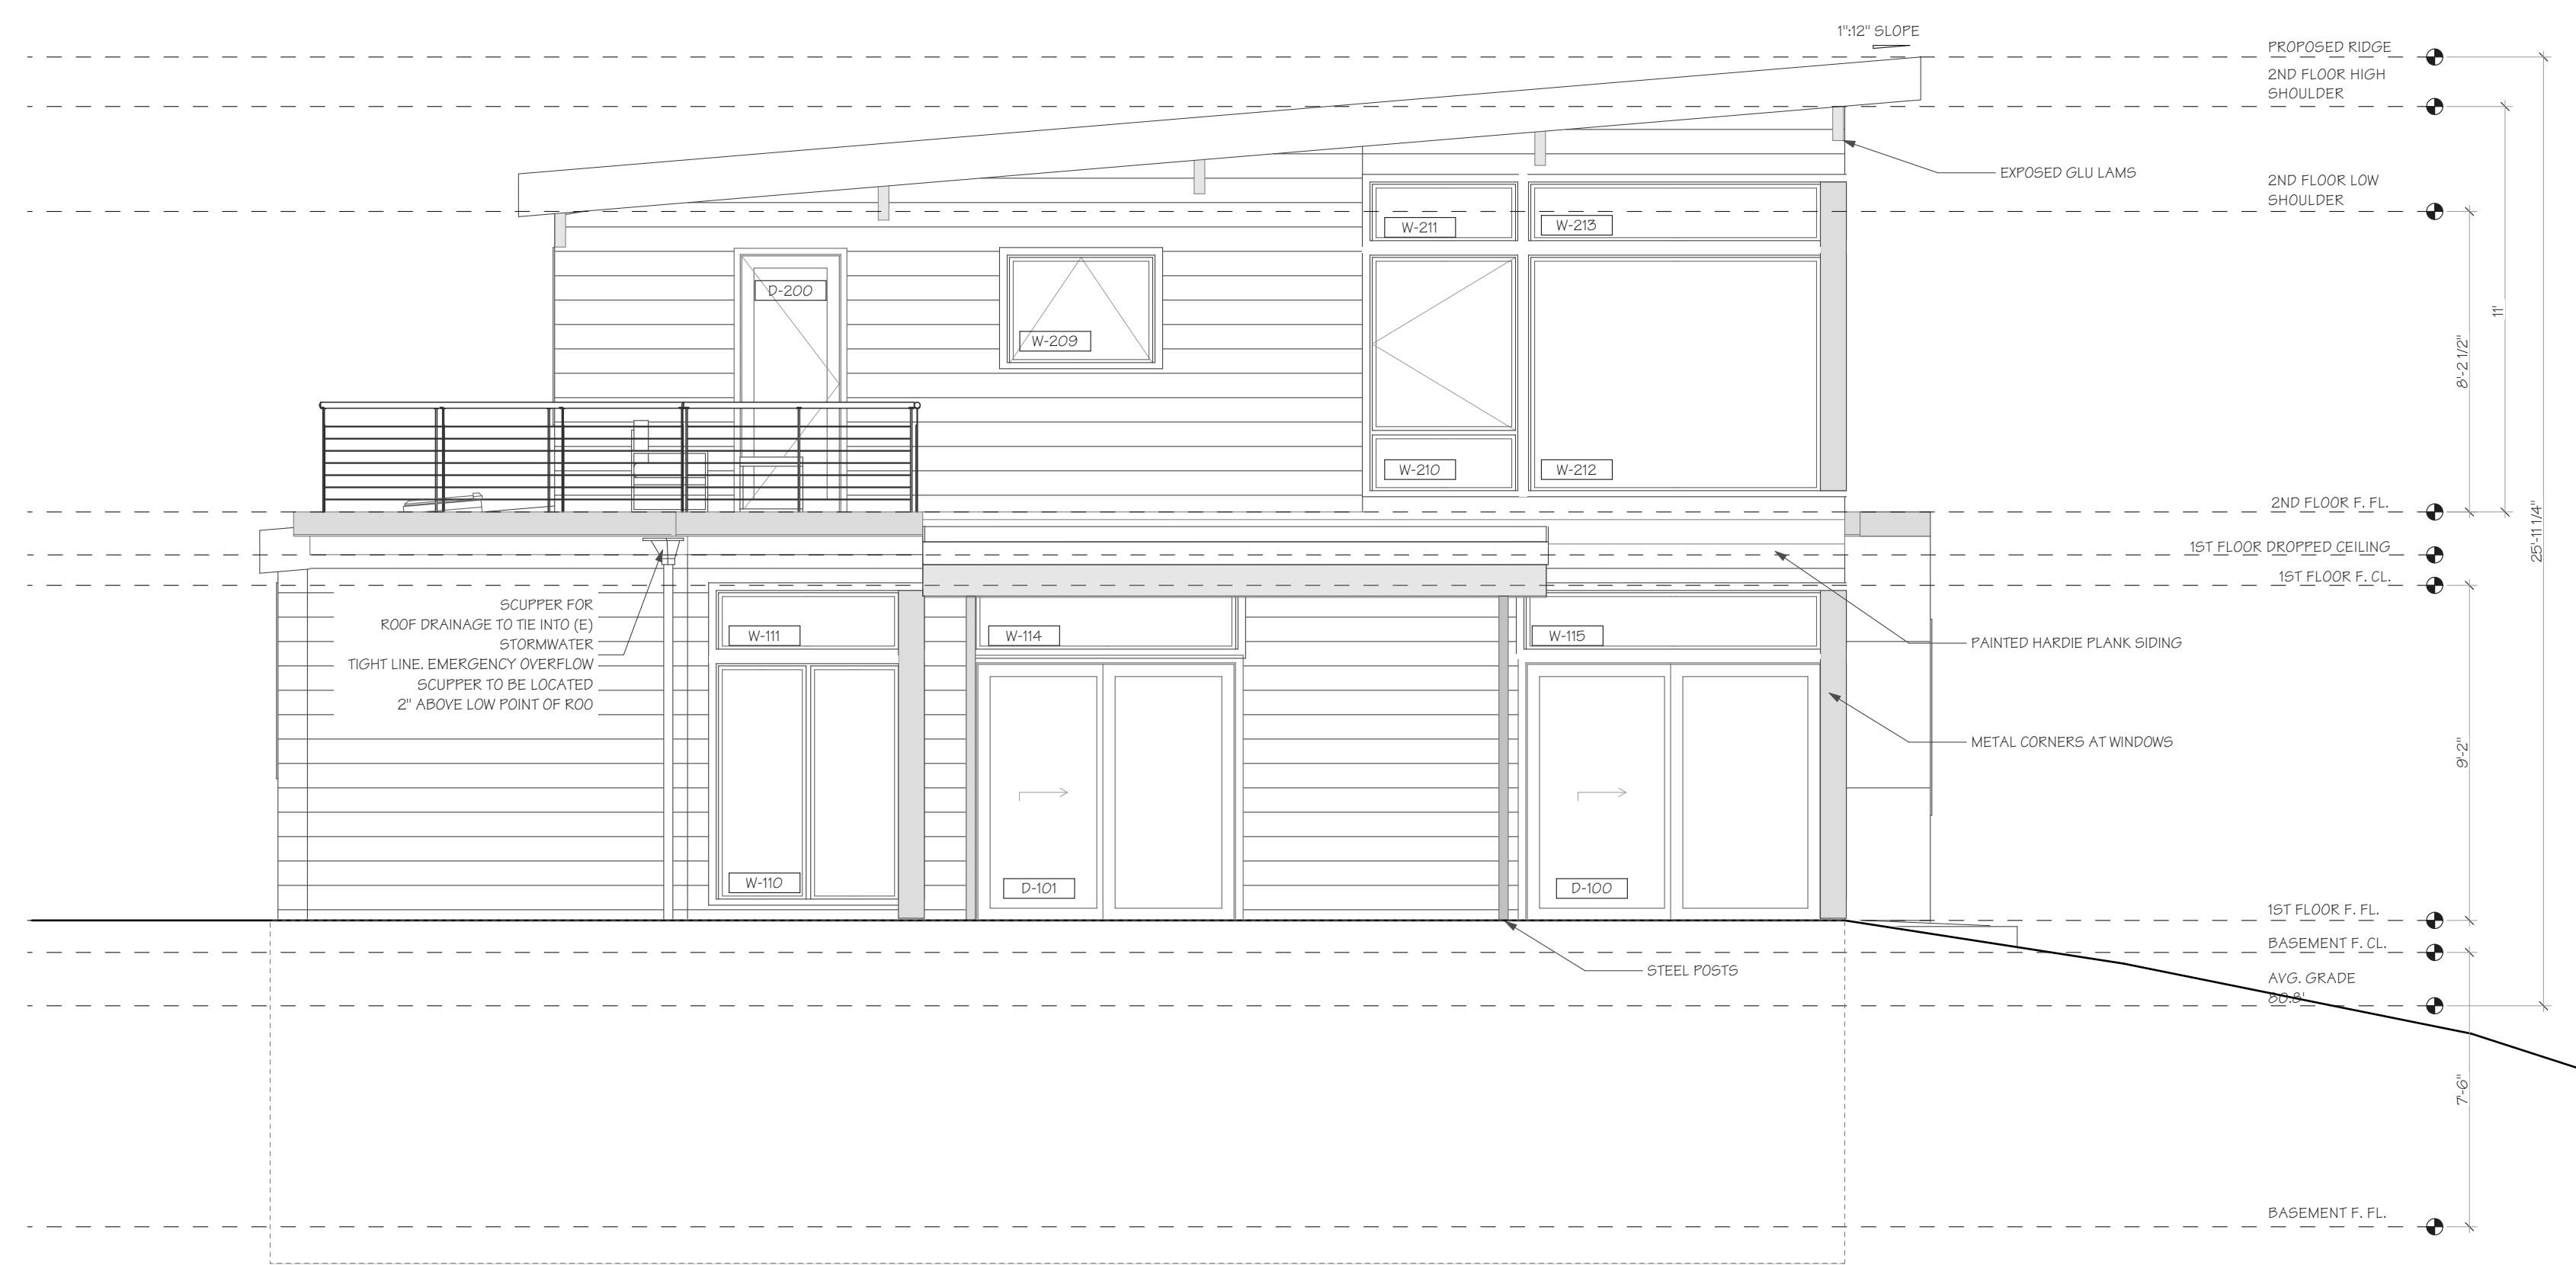 1":12" SLOPE
PROPOSED RIDGE
2ND FLOOR HIGH
SHOULDER
EXPOSED GLU LAMS
2ND FLOOR LOW
SHOULDER
W-211
W-213
D-200
W-209
11'
8'-2 1/2"
W-210
W-212
2ND FLOOR F. FL.
25'-11 1/4"
1ST FLOOR DROPPED CEILING
1ST FLOOR F. CL.
SCUPPER FOR
ROOF DRAINAGE TO TIE INTO (E)
STORMWATER
TIGHT LINE. EMERGENCY OVERFLOW
SCUPPER TO BE LOCATED
2" ABOVE LOW POINT OF ROO
W-111
W-114
W-115
PAINTED HARDIE PLANK SIDING
METAL CORNERS AT WINDOWS
9'-2"
W-110
D-101
D-100
1ST FLOOR F. FL.
BASEMENT F. CL.
STEEL POSTS
AVG. GRADE
80.8'
7'-6"
BASEMENT F. FL.